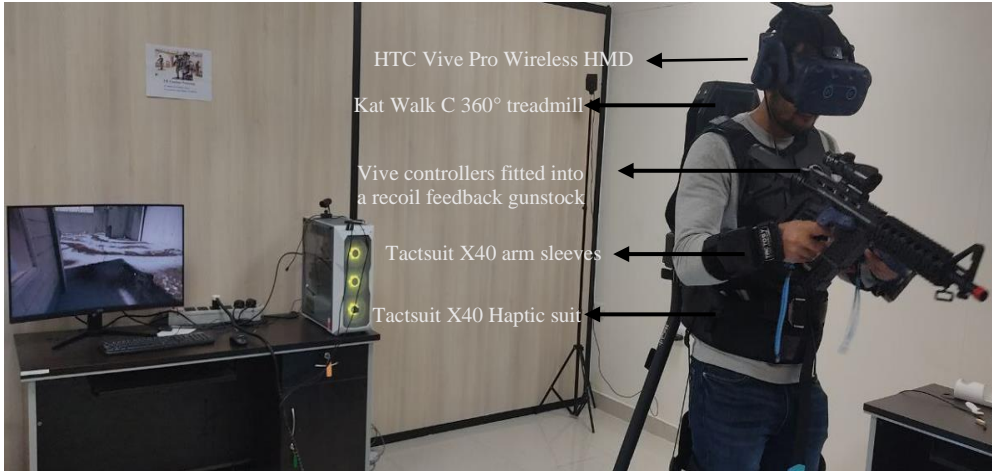 HTC Vive Pro Wireless HMD
Kat Walk C 360° treadmill
Vive controllers fitted into
a recoil feedback gunstock
Tactsuit X40 arm sleeves
Tactsuit X40 Haptic suit